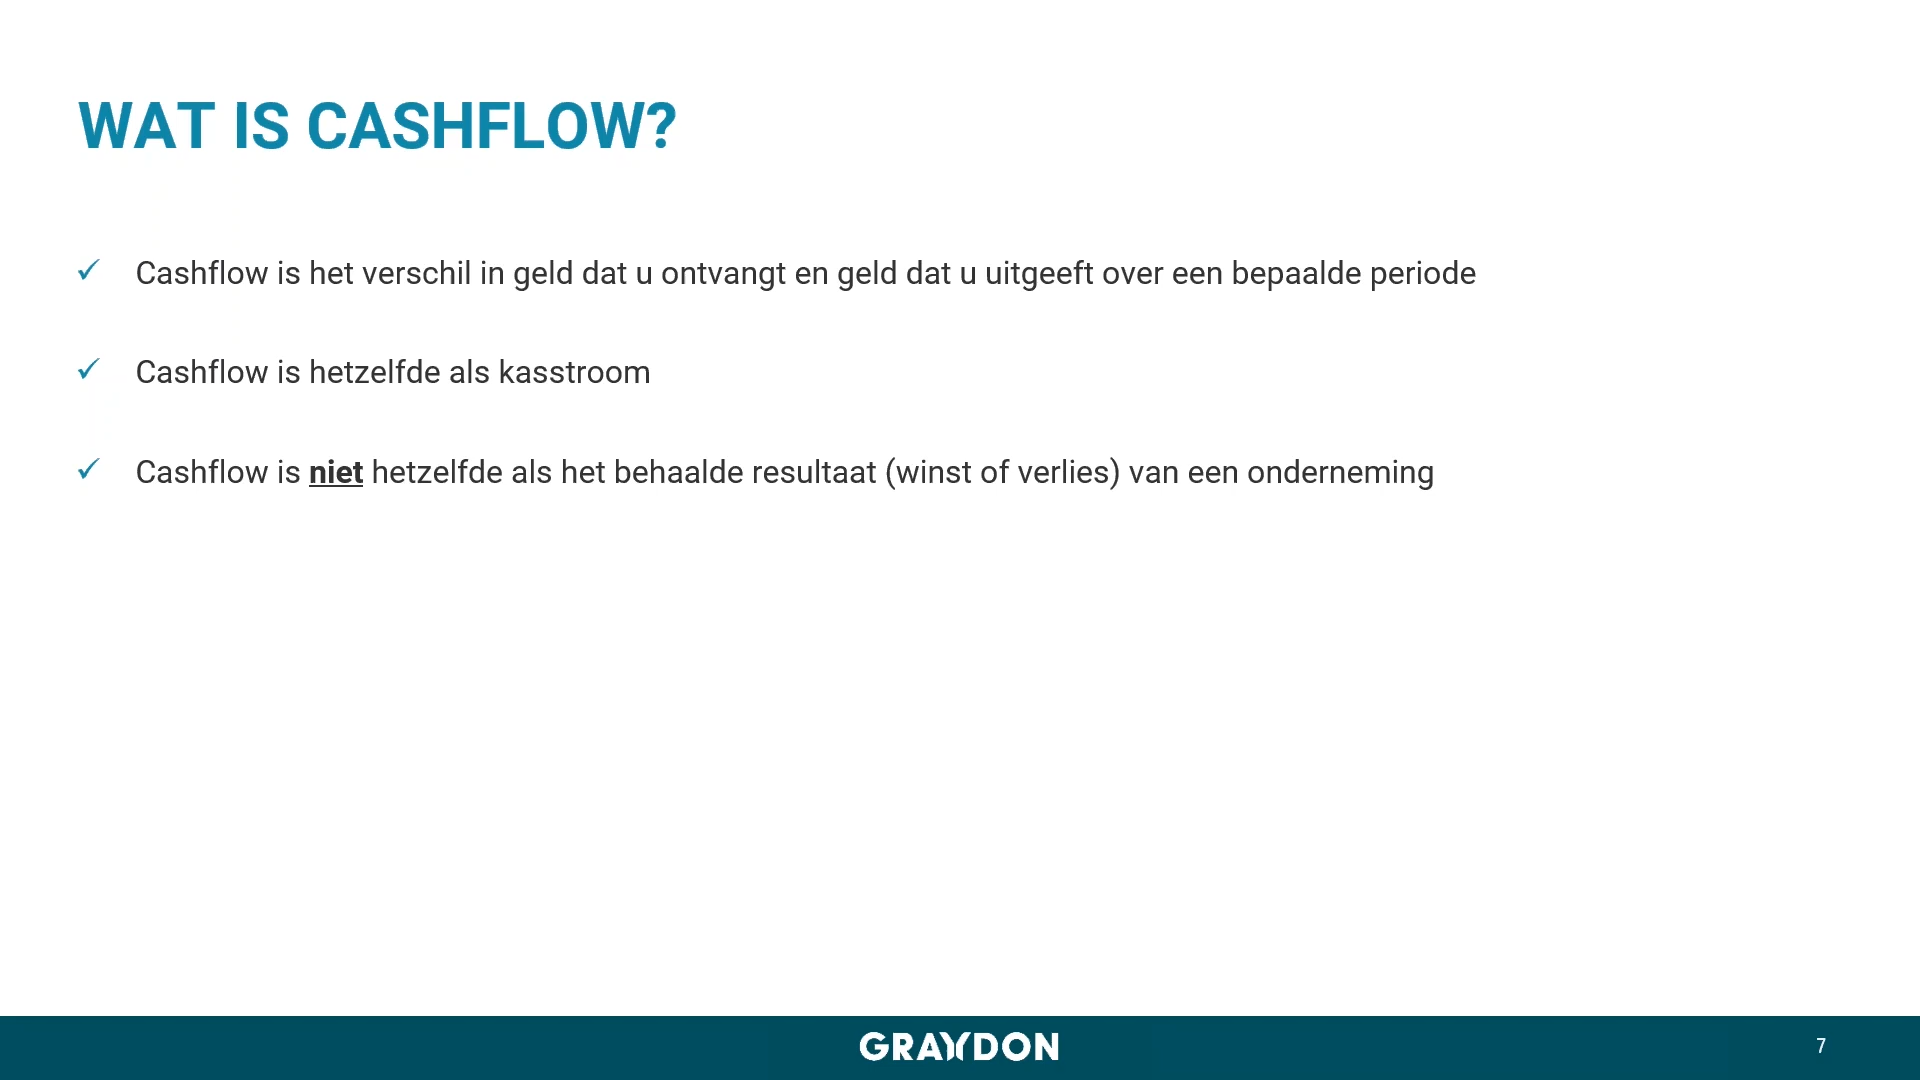 WAT IS CASHFLOW?
✓ Cashflow is het verschil in geld dat u ontvangt en geld dat u uitgeeft over een bepaalde periode
✓ Cashflow is hetzelfde als kasstroom
✓ Cashflow is niet hetzelfde als het behaalde resultaat (winst of verlies) van een onderneming
GRAYDON
7